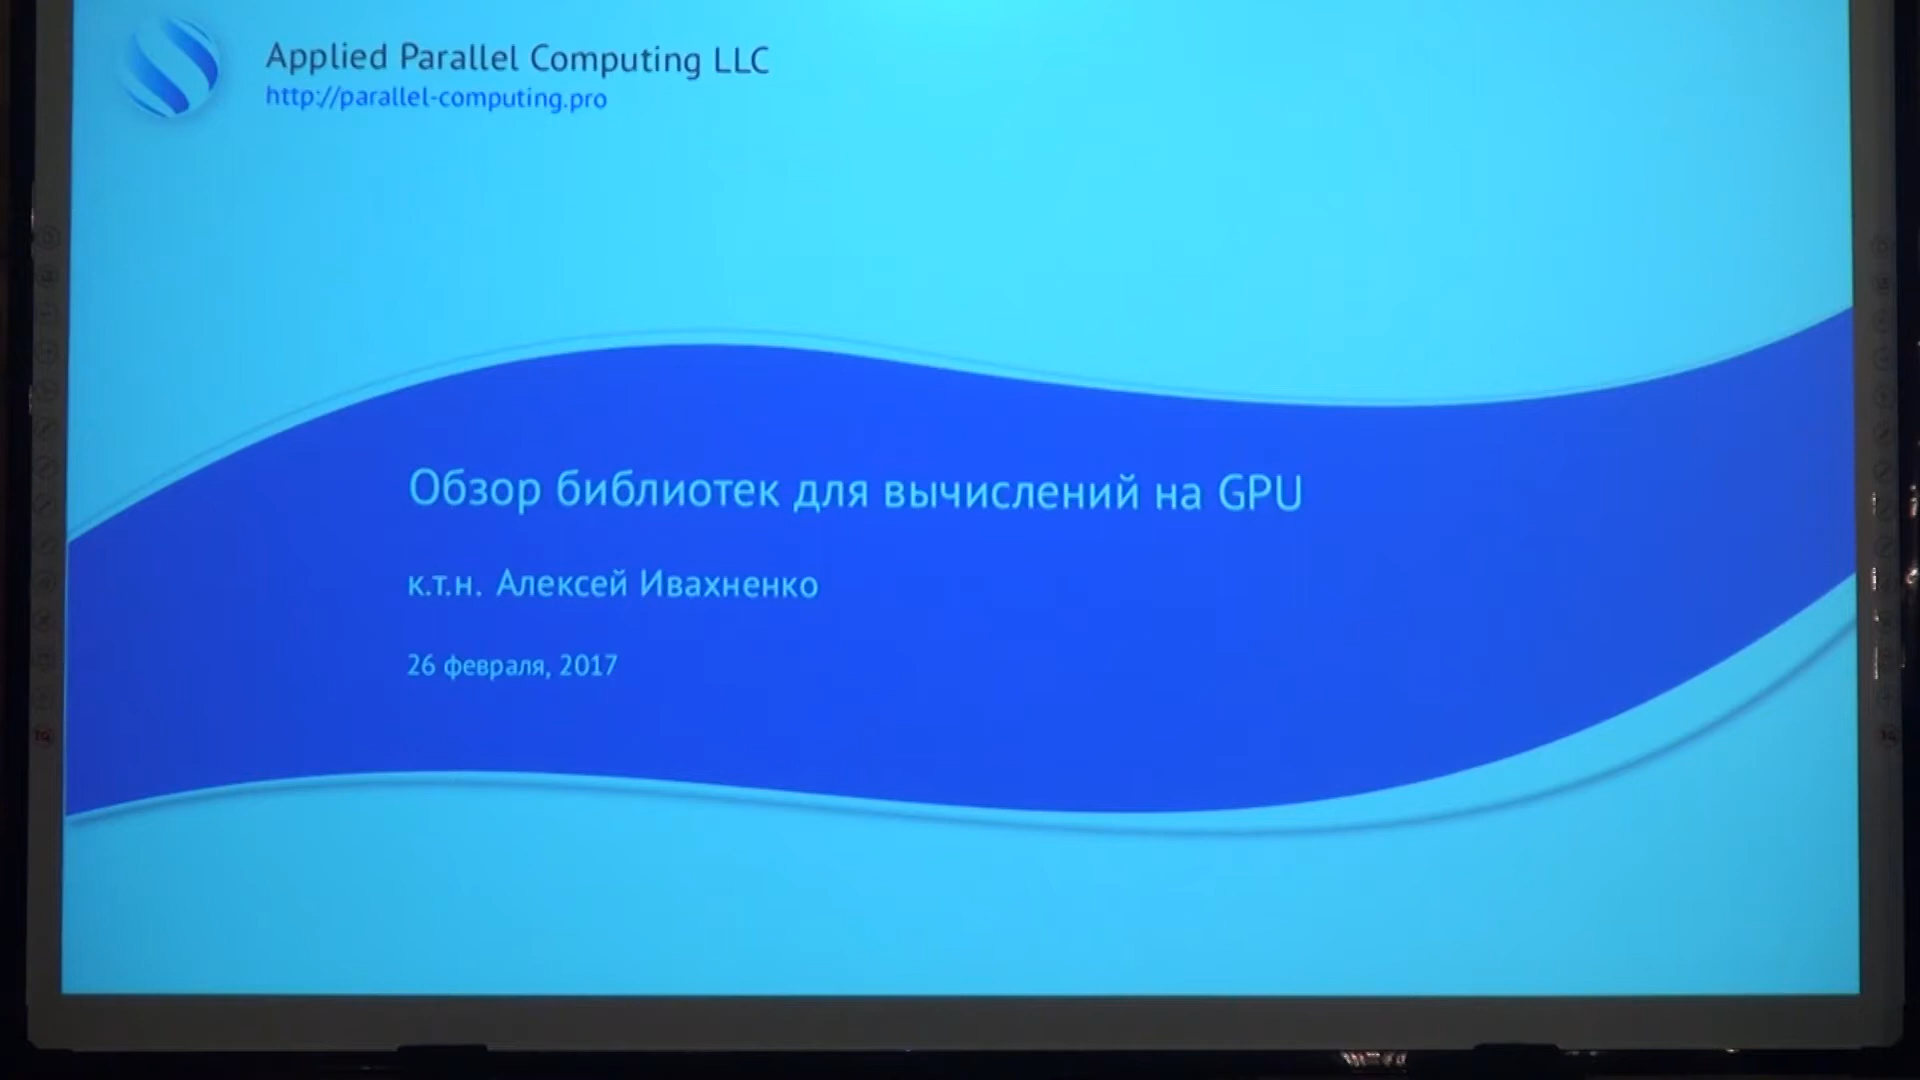 Applied Parallel Computing LLC
http://parallel-computing.pro
Обзор библиотек для вычислений на GPU
к.т.н. Алексей Ивахненко
26 февраля, 2017